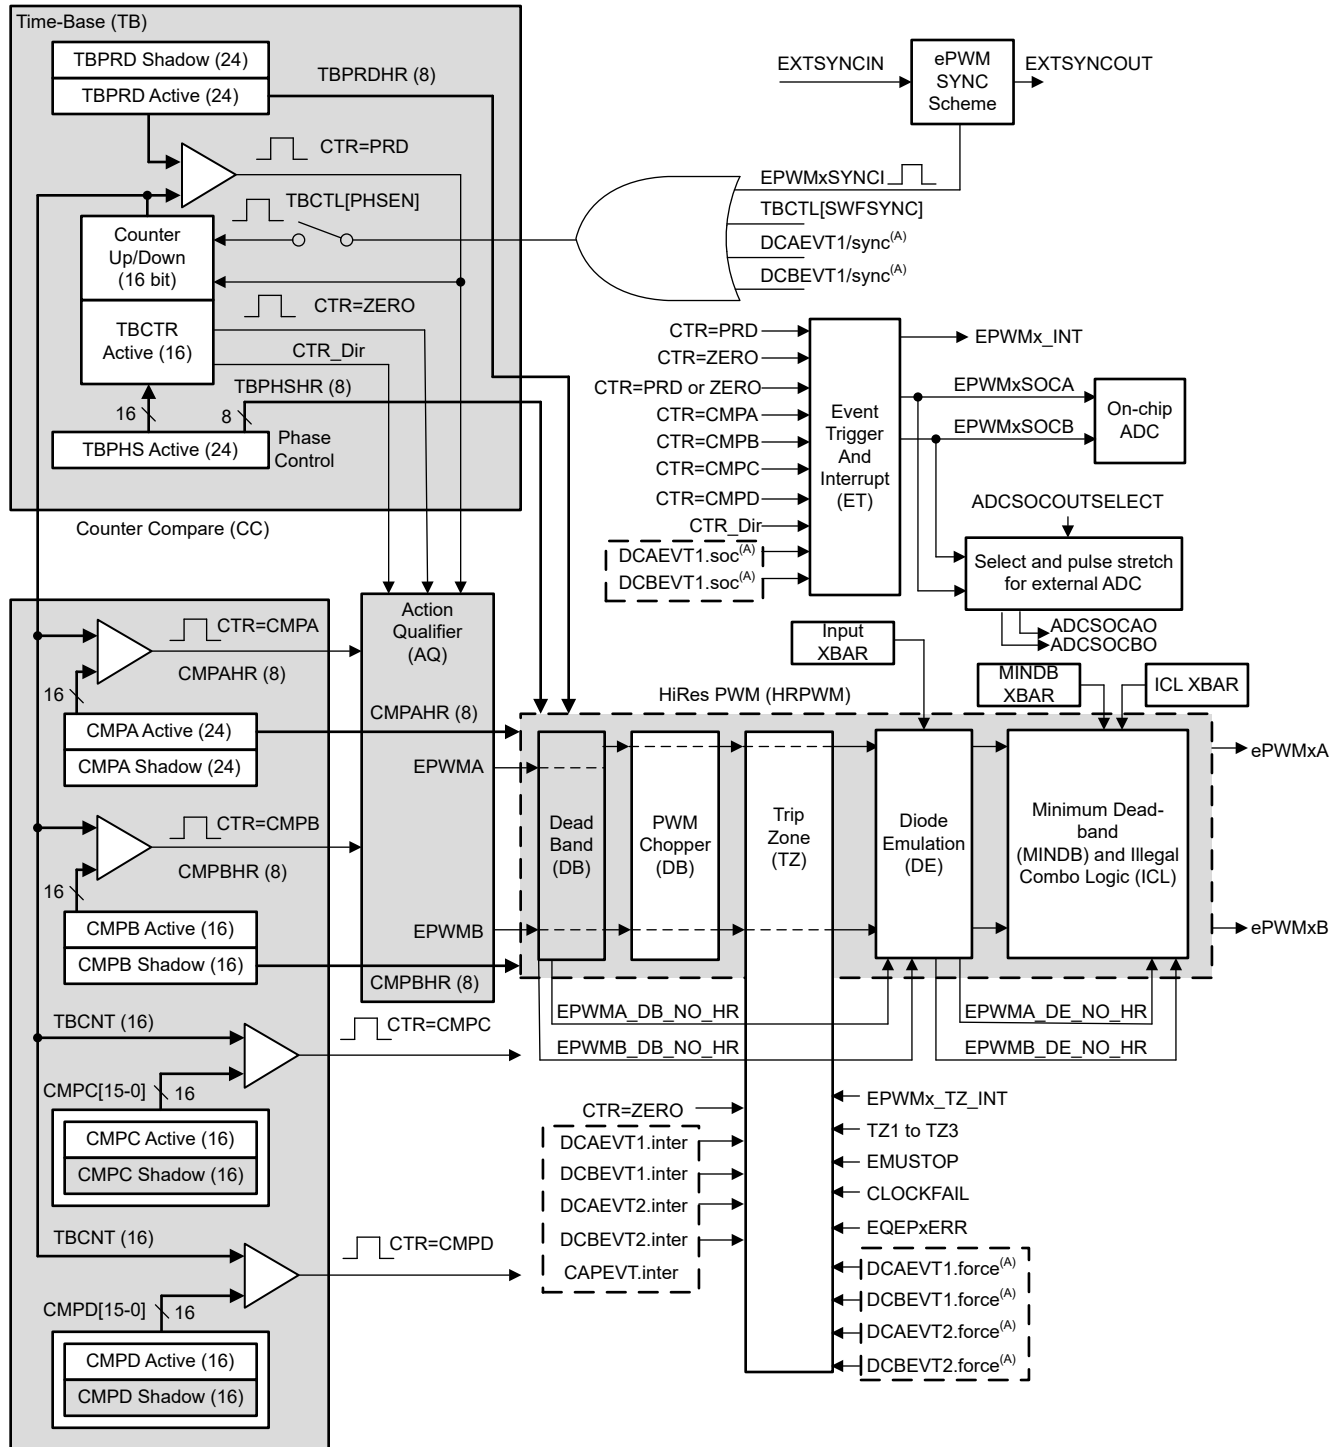 Time-Base (TB)
TBPRD Shadow (24)
TBPRD Active (24)
TBPRDHR (8)
CTR=PRD
TBCTL[PHSEN]
Counter
Up/Down
(16 bit)
CTR=ZERO
TBCTR
Active (16)
CTR_Dir
TBPHSHR (8)
16
8
TBPHS Active (24)
Phase
Control
EXTSYNCIN
ePWM
SYNC
Scheme
EXTSYNCOUT
EPWMxSYNCI
TBCTL[SWFSYNC]
DCAEVT1/sync(A)
DCBEVT1/sync(A)
CTR=PRD
CTR=ZERO
CTR=PRD or ZERO
CTR=CMPA
CTR=CMPB
CTR=CMPC
CTR=CMPD
CTR_Dir
DCAEVT1.soc(A)
DCBEVT1.soc(A)
Event
Trigger
And
Interrupt
(ET)
EPWMx_INT
EPWMxSOCA
EPWMxSOCB
On-chip
ADC
ADCSOCOUTSELECT
Select and pulse stretch
for external ADC
ADCSOCAO
ADCSOCBO
Counter Compare (CC)
CTR=CMPA
CMPAHR (8)
16
CMPA Active (24)
CMPA Shadow (24)
CTR=CMPB
CMPBHR (8)
16
CMPB Active (16)
CMPB Shadow (16)
TBCNT (16)
CTR=CMPC
CMPC[15-0]
16
CMPC Active (16)
CMPC Shadow (16)
TBCNT (16)
CTR=CMPD
CMPD[15-0]
16
CMPD Active (16)
CMPD Shadow (16)
Action
Qualifier
(AQ)
CMPAHR (8)
EPWMA
EPWMB
CMPBHR (8)
HiRes PWM (HRPWM)
Input
XBAR
MINDB
XBAR
ICL XBAR
Dead
Band
(DB)
PWM
Chopper
(DB)
Trip
Zone
(TZ)
Diode
Emulation
(DE)
Minimum Dead-
band
(MINDB) and Illegal
Combo Logic (ICL)
ePWMxA
ePWMxB
EPWMA_DB_NO_HR
EPWMB_DB_NO_HR
EPWMA_DE_NO_HR
EPWMB_DE_NO_HR
CTR=ZERO
DCAEVT1.inter
DCBEVT1.inter
DCAEVT2.inter
DCBEVT2.inter
CAPEVT.inter
EPWMx_TZ_INT
TZ1 to TZ3
EMUSTOP
CLOCKFAIL
EQEPxERR
DCAEVT1.force(A)
DCBEVT1.force(A)
DCAEVT2.force(A)
DCBEVT2.force(A)